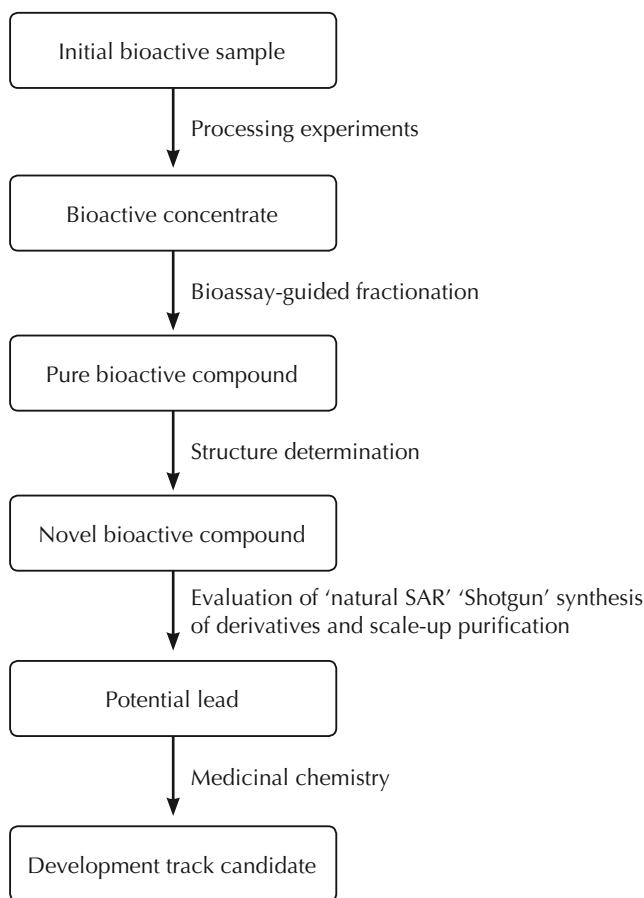 Initial bioactive sample
Processing experiments
Bioactive concentrate
Bioassay-guided fractionation
Pure bioactive compound
Structure determination
Novel bioactive compound
Evaluation of ‘natural SAR’ ‘Shotgun’ synthesis
of derivatives and scale-up purification
Potential lead
Medicinal chemistry
Development track candidate